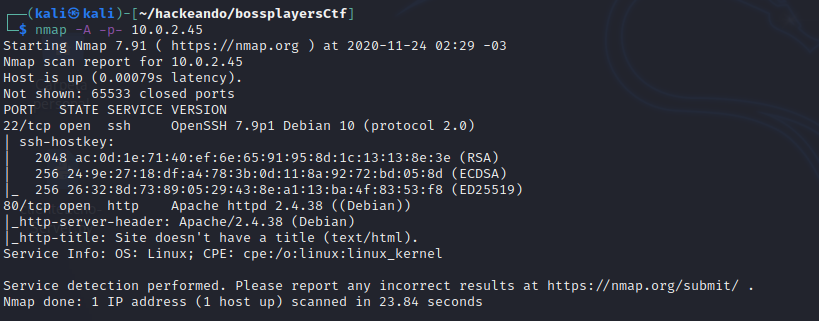 ┌──(kali㉿kali)-[~/hackeando/bossplayersCtf]
└─$ nmap -A -p- 10.0.2.45
Starting Nmap 7.91 ( https://nmap.org ) at 2020-11-24 02:29 -03
Nmap scan report for 10.0.2.45
Host is up (0.00079s latency).
Not shown: 65533 closed ports
PORT   STATE SERVICE VERSION
22/tcp open  ssh     OpenSSH 7.9p1 Debian 10 (protocol 2.0)
| ssh-hostkey:
|   2048 ac:0d:1e:71:40:ef:6e:65:91:95:8d:1c:13:13:8e:3e (RSA)
|   256 24:9e:27:18:df:a4:78:3b:0d:11:8a:92:72:bd:05:8d (ECDSA)
|_  256 26:32:8d:73:89:05:29:43:8e:a1:13:ba:4f:83:53:f8 (ED25519)
80/tcp open  http    Apache httpd 2.4.38 ((Debian))
|_http-server-header: Apache/2.4.38 (Debian)
|_http-title: Site doesn't have a title (text/html).
Service Info: OS: Linux; CPE: cpe:/o:linux:linux_kernel

Service detection performed. Please report any incorrect results at https://nmap.org/submit/ .
Nmap done: 1 IP address (1 host up) scanned in 23.84 seconds